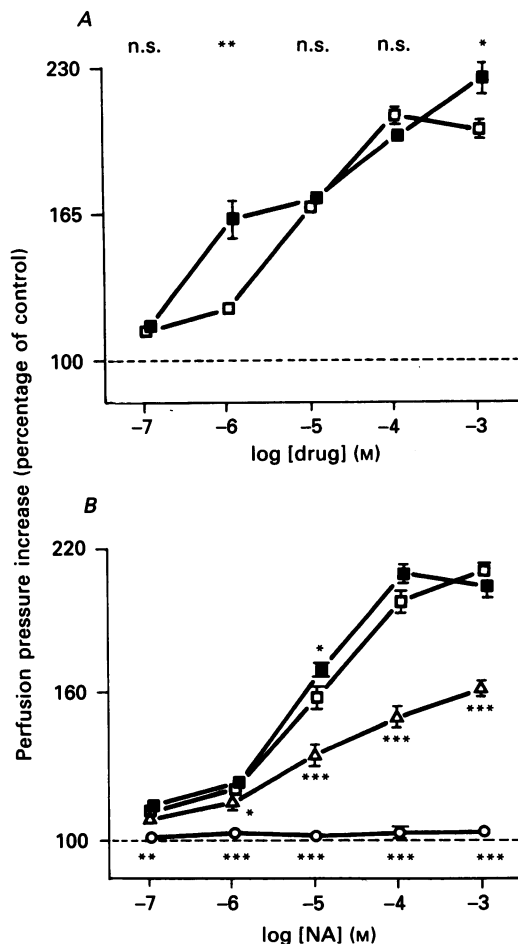 A
n.s. ** n.s. n.s. *
230
165
100
−7 −6 −5 −4 −3
log [drug] (M)
Perfusion pressure increase (percentage of control)
B
220
*
160
***
***
***
*
100
** *** *** *** ***
−7 −6 −5 −4 −3
log [NA] (M)